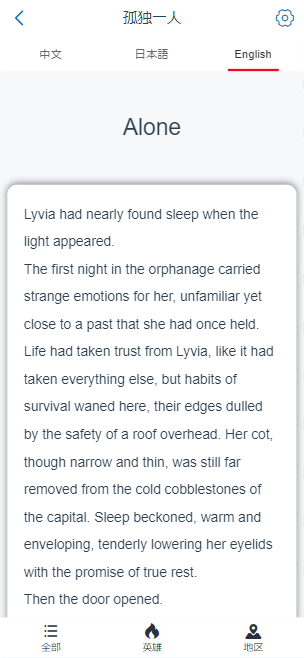 孤独一人
中文
日本語
English
Alone
Lyvia had nearly found sleep when the
light appeared.
The first night in the orphanage carried
strange emotions for her, unfamiliar yet
close to a past that she had once held.
Life had taken trust from Lyvia, like it had
taken everything else, but habits of
survival waned here, their edges dulled
by the safety of a roof overhead. Her cot,
though narrow and thin, was still far
removed from the cold cobblestones of
the capital. Sleep beckoned, warm and
enveloping, tenderly lowering her eyelids
with the promise of true rest.
Then the door opened.
全部
英雄
地区